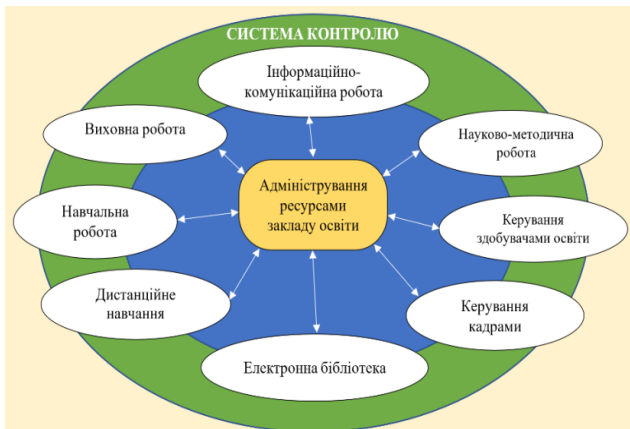 СИСТЕМА КОНТРОЛЮ
Інформаційно-
комунікаційна робота
Виховна робота
Науково-методична
робота
Адміністрування
ресурсами
закладу освіти
Навчальна
робота
Керування
здобувачами освіти
Дистанційне
навчання
Керування
кадрами
Електронна бібліотека